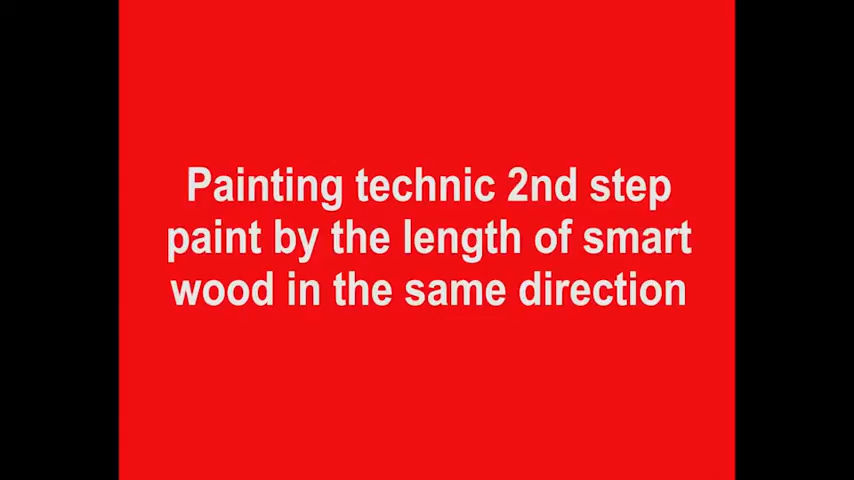 Painting technic 2nd step
paint by the length of smart
wood in the same direction